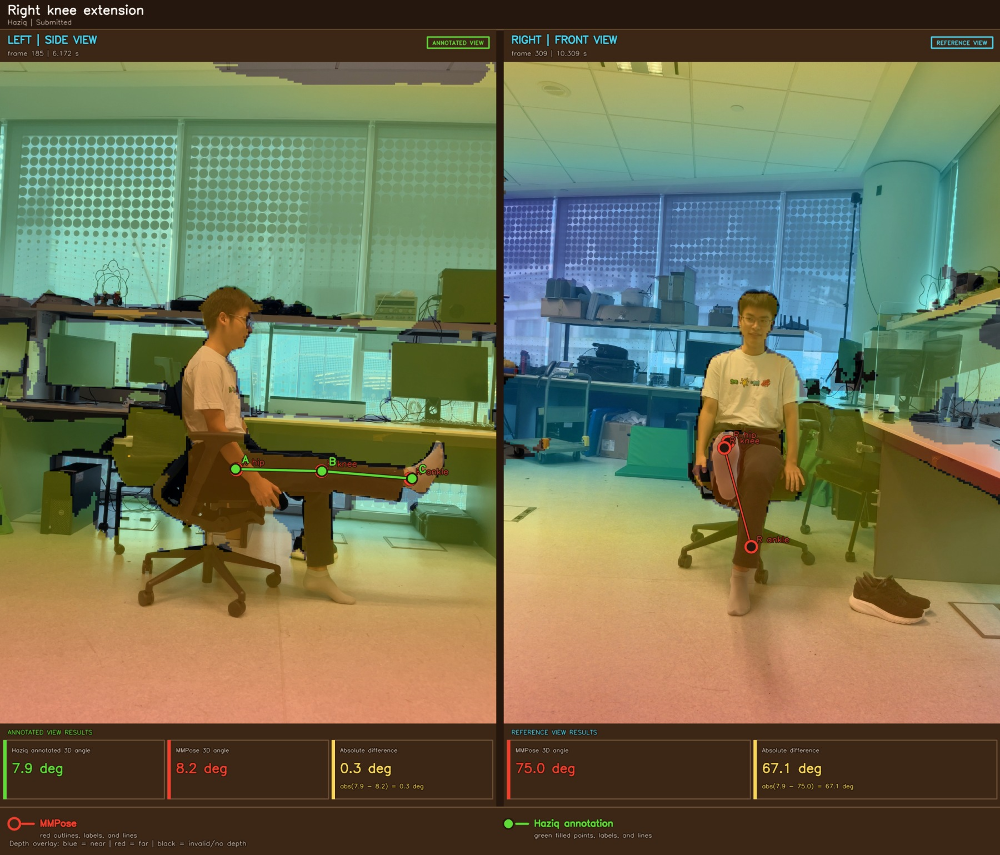 Right knee extension
Haziq | Submitted
LEFT | SIDE VIEW
frame 185 | 6.172 s
ANNOTATED VIEW
RIGHT | FRONT VIEW
frame 309 | 10.309 s
REFERENCE VIEW
A
hip
B
knee
C
R ankle
R hip
R knee
R ankle
ANNOTATED VIEW RESULTS
Haziq annotated 3D angle
7.9 deg
MMPose 3D angle
8.2 deg
Absolute difference
0.3 deg
abs(7.9 - 8.2) = 0.3 deg
REFERENCE VIEW RESULTS
MMPose 3D angle
75.0 deg
Absolute difference
67.1 deg
abs(7.9 - 75.0) = 67.1 deg
MMPose
red outlines, labels, and lines
Depth overlay: blue = near | red = far | black = invalid/no depth
Haziq annotation
green filled points, labels, and lines